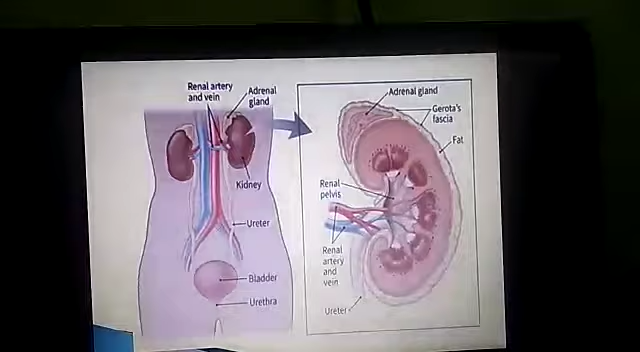 Renal artery
and vein
Adrenal
gland
Kidney
Ureter
Bladder
Urethra
Adrenal gland
Gerota's
fascia
Fat
Renal
pelvis
Renal
artery
and
vein
Ureter